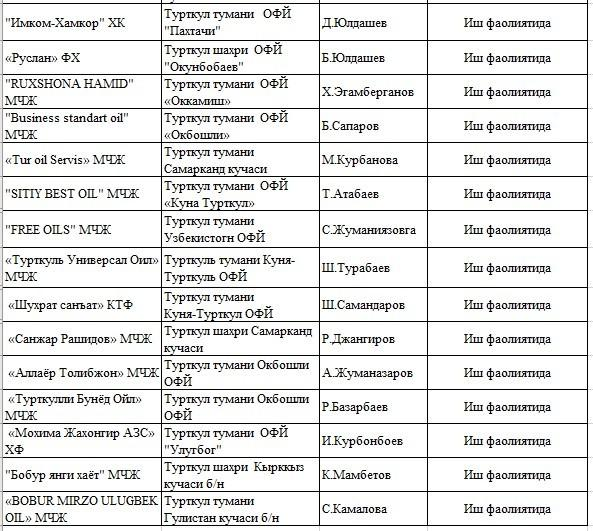 "Имком-Хамкор" ХК
Турткул тумани ОФЙ
"Пахтачи"
Д.Юлдашев
Иш фаолиятида
«Руслан» ФХ
Турткул шахри ОФЙ
"Окунбобаев"
Б.Юлдашев
Иш фаолиятида
"RUXSHONA HAMID"
МЧЖ
Турткул тумани ОФЙ
«Оккамиш»
Х.Эгамберганов
Иш фаолиятида
"Business standart oil"
МЧЖ
Турткул тумани ОФЙ
«Окбошли»
Б.Сапаров
Иш фаолиятида
«Tur oil Servis» МЧЖ
Турткул тумани
Самарканд кучаси
М.Курбанова
Иш фаолиятида
"SITIY BEST OIL" МЧЖ
Турткул тумани ОФЙ
«Куна Турткул»
Т.Атабаев
Иш фаолиятида
"FREE OILS" МЧЖ
Турткул тумани
Узбекистогн ОФЙ
С.Жуманиязовга
Иш фаолиятида
«Турткуль Универсал Оил»
МЧЖ
Турткуль тумани Куня-
Турткуль ОФЙ
Ш.Турабаев
Иш фаолиятида
«Шухрат санъат» КТФ
Турткул тумани
Куня-Турткул ОФЙ
Ш.Самандаров
Иш фаолиятида
«Санжар Рашидов» МЧЖ
Турткул шахри Самарканд
кучаси
Р.Джангиров
Иш фаолиятида
«Аллаёр Толибжон» МЧЖ
Турткул тумани Окбошли
ОФЙ
А.Жуманазаров
Иш фаолиятида
«Турткулли Бунёд Ойл»
МЧЖ
Турткул тумани Окбошли
ОФЙ
Р.Базарбаев
Иш фаолиятида
«Мохима Жахонгир АЗС»
ХФ
Турткул тумани ОФЙ
"Улугбог"
И.Курбонбоев
Иш фаолиятида
"Бобур янги хаёт" МЧЖ
Турткул шахри Кырккыз
кучаси б/н
К.Мамбетов
Иш фаолиятида
«BOBUR MIRZO ULUGBEK
OIL» МЧЖ
Турткул тумани
Гулистан кучаси б/н
С.Камалова
Иш фаолиятида